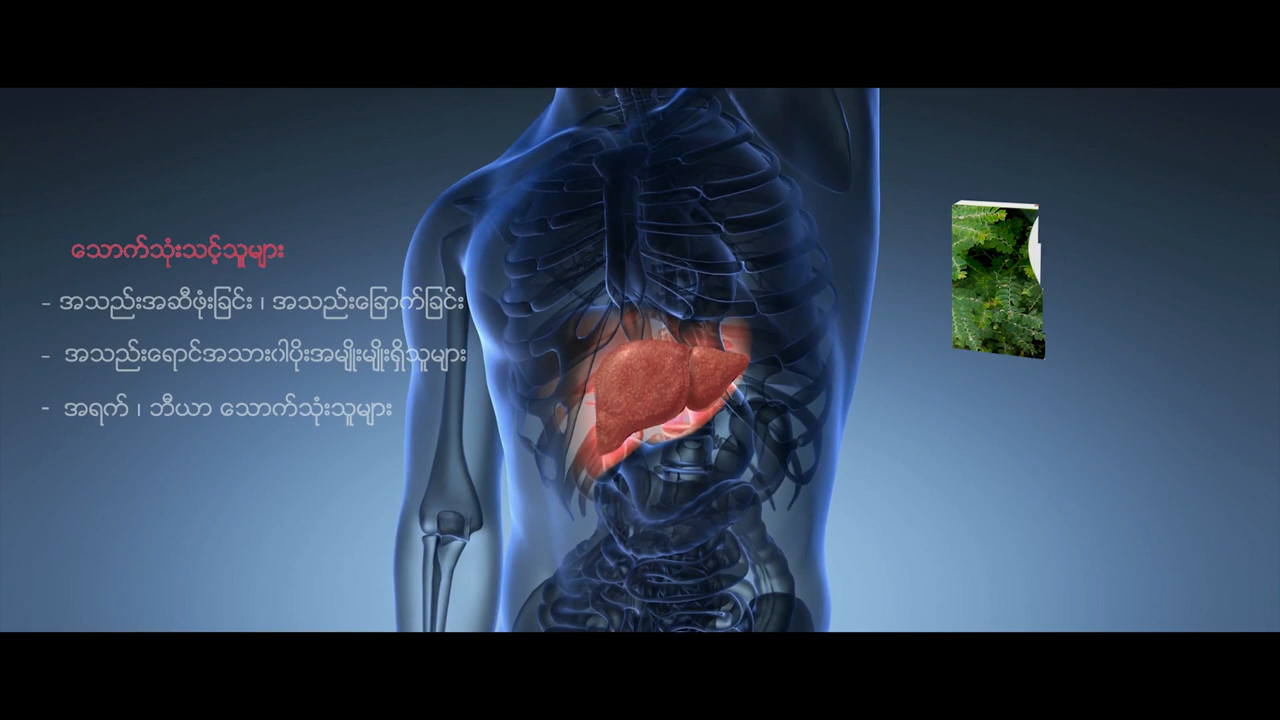 သောက်သုံးသင့်သူများ
- အသည်းအဆီဖုံးခြင်း ၊ အသည်းခြောက်ခြင်း
- အသည်းရောင်အသားဝါပိုးအမျိုးမျိုးရှိသူများ
- အရက် ၊ ဘီယာ သောက်သုံးသူများ